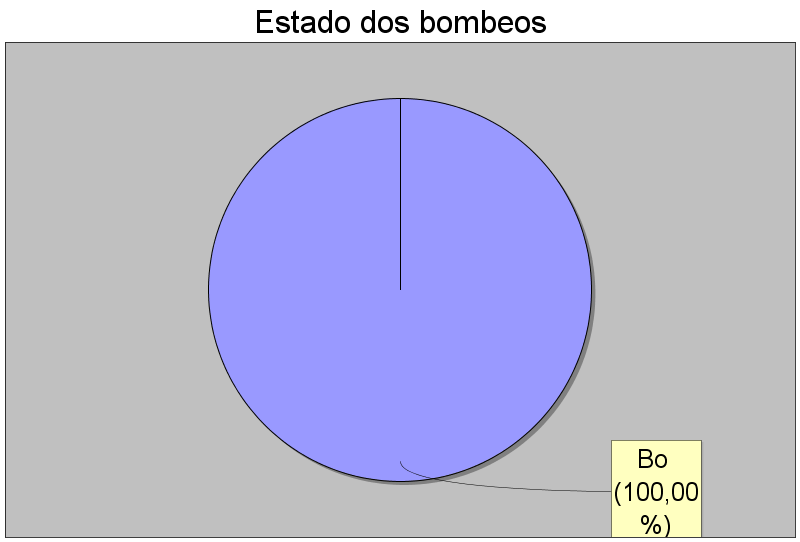 Estado dos bombeos
Bo
(100,00
%)